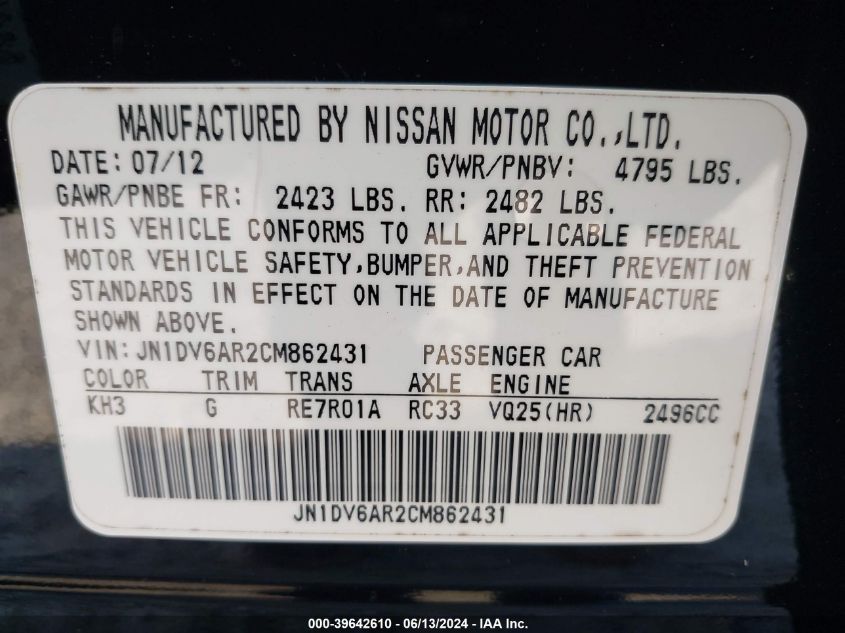 MANUFACTURED BY NISSAN MOTOR CO.,LTD.
DATE: 07/12 GVWR/PNBV: 4795 LBS.
GAWR/PNBE FR: 2423 LBS. RR: 2482 LBS.
THIS VEHICLE CONFORMS TO ALL APPLICABLE FEDERAL
MOTOR VEHICLE SAFETY,BUMPER,AND THEFT PREVENTION
STANDARDS IN EFFECT ON THE DATE OF MANUFACTURE
SHOWN ABOVE.
VIN: JN1DV6AR2CM862431 PASSENGER CAR
COLOR TRIM TRANS AXLE ENGINE
KH3 G RE7R01A RC33 VQ25(HR) 2496CC
JN1DV6AR2CM862431
000-39642610 - 06/13/2024 - IAA Inc.